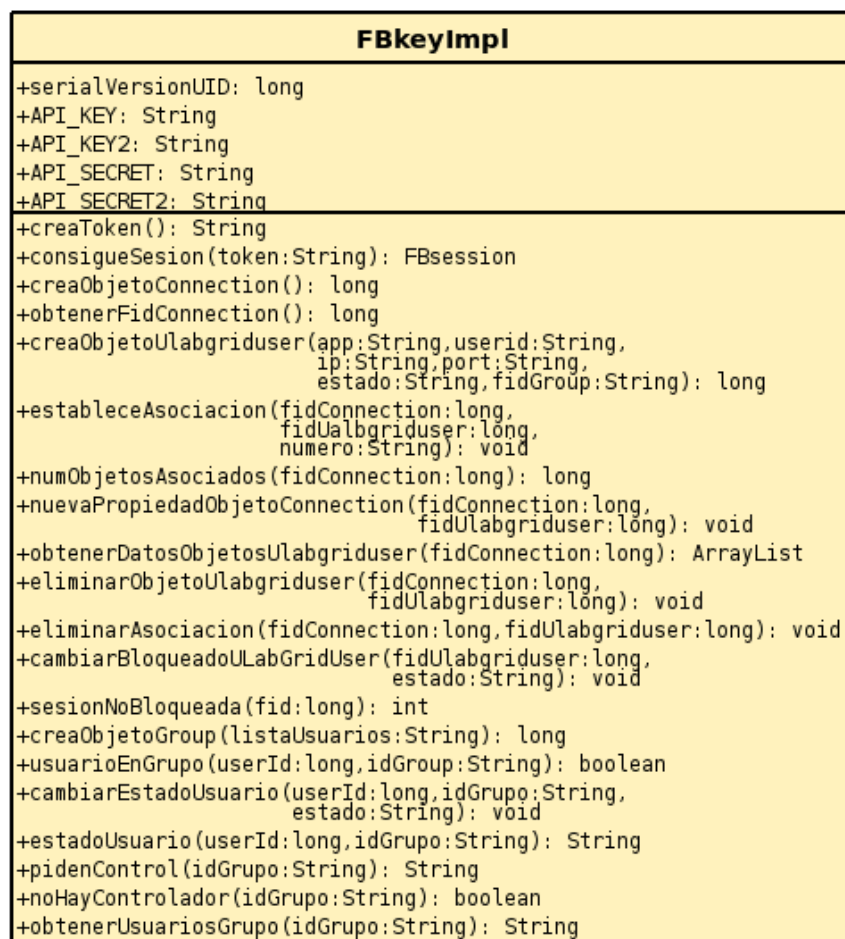 FBkeyImpl
+serialVersionUID: long
+API_KEY: String
+API_KEY2: String
+API_SECRET: String
+API_SECRET2: String
+creaToken(): String
+consigueSesion(token:String): FBsession
+creaObjetoConnection(): long
+obtenerFidConnection(): long
+creaObjetoUlabgriduser(app:String,userid:String,
ip:String,port:String,
estado:String,fidGroup:String): long
+estableceAsociacion(fidConnection:long,
fidUalbgriduser:long,
numero:String): void
+numObjetosAsociados(fidConnection:long): long
+nuevaPropiedadObjetoConnection(fidConnection:long,
fidUlabgriduser:long): void
+obtenerDatosObjetosUlabgriduser(fidConnection:long): ArrayList
+eliminarObjetoUlabgriduser(fidConnection:long,
fidUlabgriduser:long): void
+eliminarAsociacion(fidConnection:long,fidUlabgriduser:long): void
+cambiarBloqueadoULabGridUser(fidUlabgriduser:long,
estado:String): void
+sesionNoBloqueada(fid:long): int
+creaObjetoGroup(listaUsuarios:String): long
+usuarioEnGrupo(userId:long,idGroup:String): boolean
+cambiarEstadoUsuario(userId:long,idGrupo:String,
estado:String): void
+estadoUsuario(userId:long,idGrupo:String): String
+pidenControl(idGrupo:String): String
+noHayControlador(idGrupo:String): boolean
+obtenerUsuariosGrupo(idGrupo:String): String